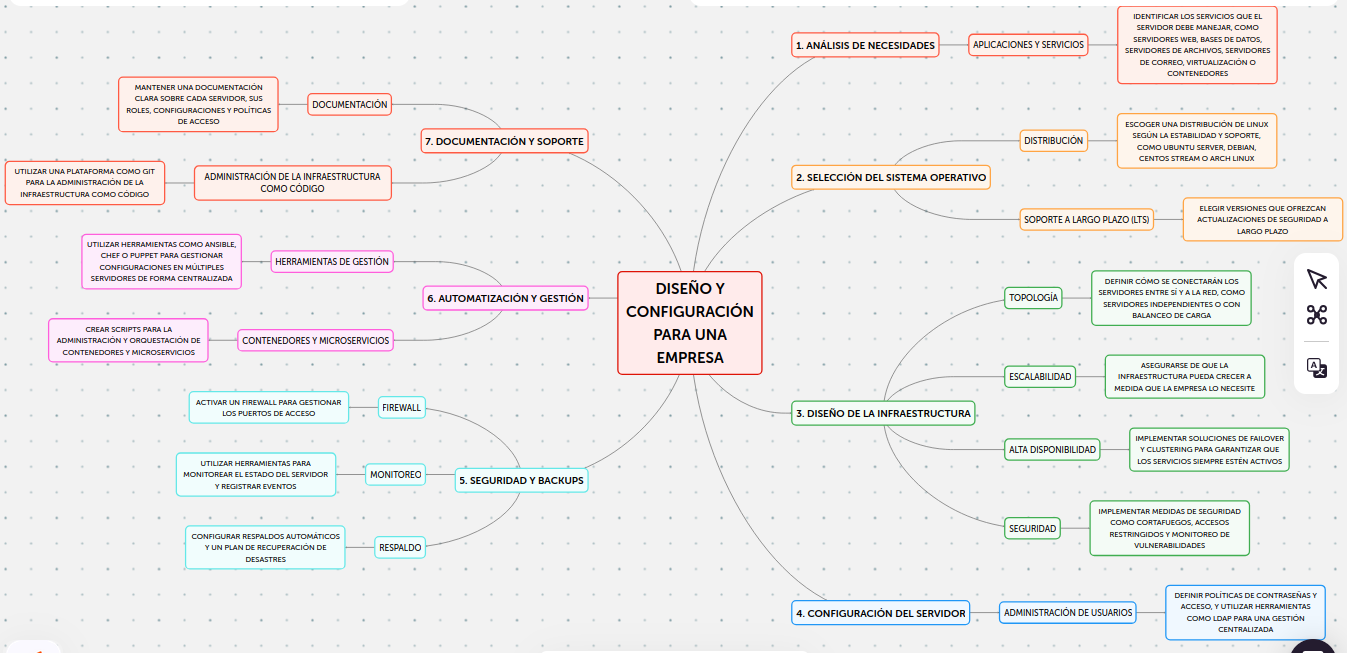 DISEÑO Y
CONFIGURACIÓN
PARA UNA
EMPRESA
1. ANÁLISIS DE NECESIDADES
APLICACIONES Y SERVICIOS
IDENTIFICAR LOS SERVICIOS QUE EL
SERVIDOR DEBE MANEJAR, COMO
SERVIDORES WEB, BASES DE DATOS,
SERVIDORES DE ARCHIVOS, SERVIDORES
DE CORREO, VIRTUALIZACIÓN O
CONTENEDORES
2. SELECCIÓN DEL SISTEMA OPERATIVO
DISTRIBUCIÓN
ESCOGER UNA DISTRIBUCIÓN DE LINUX
SEGÚN LA ESTABILIDAD Y SOPORTE,
COMO UBUNTU SERVER, DEBIAN,
CENTOS STREAM O ARCH LINUX
SOPORTE A LARGO PLAZO (LTS)
ELEGIR VERSIONES QUE OFREZCAN
ACTUALIZACIONES DE SEGURIDAD A
LARGO PLAZO
3. DISEÑO DE LA INFRAESTRUCTURA
TOPOLOGÍA
DEFINIR CÓMO SE CONECTARÁN LOS
SERVIDORES ENTRE SÍ Y A LA RED, COMO
SERVIDORES INDEPENDIENTES O CON
BALANCEO DE CARGA
ESCALABILIDAD
ASEGURARSE DE QUE LA
INFRAESTRUCTURA PUEDA CRECER A
MEDIDA QUE LA EMPRESA LO NECESITE
ALTA DISPONIBILIDAD
IMPLEMENTAR SOLUCIONES DE FAILOVER
Y CLUSTERING PARA GARANTIZAR QUE
LOS SERVICIOS SIEMPRE ESTÉN ACTIVOS
SEGURIDAD
IMPLEMENTAR MEDIDAS DE SEGURIDAD
COMO CORTAFUEGOS, ACCESOS
RESTRINGIDOS Y MONITOREO DE
VULNERABILIDADES
4. CONFIGURACIÓN DEL SERVIDOR
ADMINISTRACIÓN DE USUARIOS
DEFINIR POLÍTICAS DE CONTRASEÑAS Y
ACCESO, Y UTILIZAR HERRAMIENTAS
COMO LDAP PARA UNA GESTIÓN
CENTRALIZADA
5. SEGURIDAD Y BACKUPS
FIREWALL
ACTIVAR UN FIREWALL PARA GESTIONAR
LOS PUERTOS DE ACCESO
MONITOREO
UTILIZAR HERRAMIENTAS PARA
MONITOREAR EL ESTADO DEL SERVIDOR
Y REGISTRAR EVENTOS
RESPALDO
CONFIGURAR RESPALDOS AUTOMÁTICOS
Y UN PLAN DE RECUPERACIÓN DE
DESASTRES
6. AUTOMATIZACIÓN Y GESTIÓN
HERRAMIENTAS DE GESTIÓN
UTILIZAR HERRAMIENTAS COMO ANSIBLE,
CHEF O PUPPET PARA GESTIONAR
CONFIGURACIONES EN MÚLTIPLES
SERVIDORES DE FORMA CENTRALIZADA
CONTENEDORES Y MICROSERVICIOS
CREAR SCRIPTS PARA LA
ADMINISTRACIÓN Y ORQUESTACIÓN DE
CONTENEDORES Y MICROSERVICIOS
7. DOCUMENTACIÓN Y SOPORTE
DOCUMENTACIÓN
MANTENER UNA DOCUMENTACIÓN
CLARA SOBRE CADA SERVIDOR, SUS
ROLES, CONFIGURACIONES Y POLÍTICAS
DE ACCESO
ADMINISTRACIÓN DE LA INFRAESTRUCTURA
COMO CÓDIGO
UTILIZAR UNA PLATAFORMA COMO GIT
PARA LA ADMINISTRACIÓN DE LA
INFRAESTRUCTURA COMO CÓDIGO